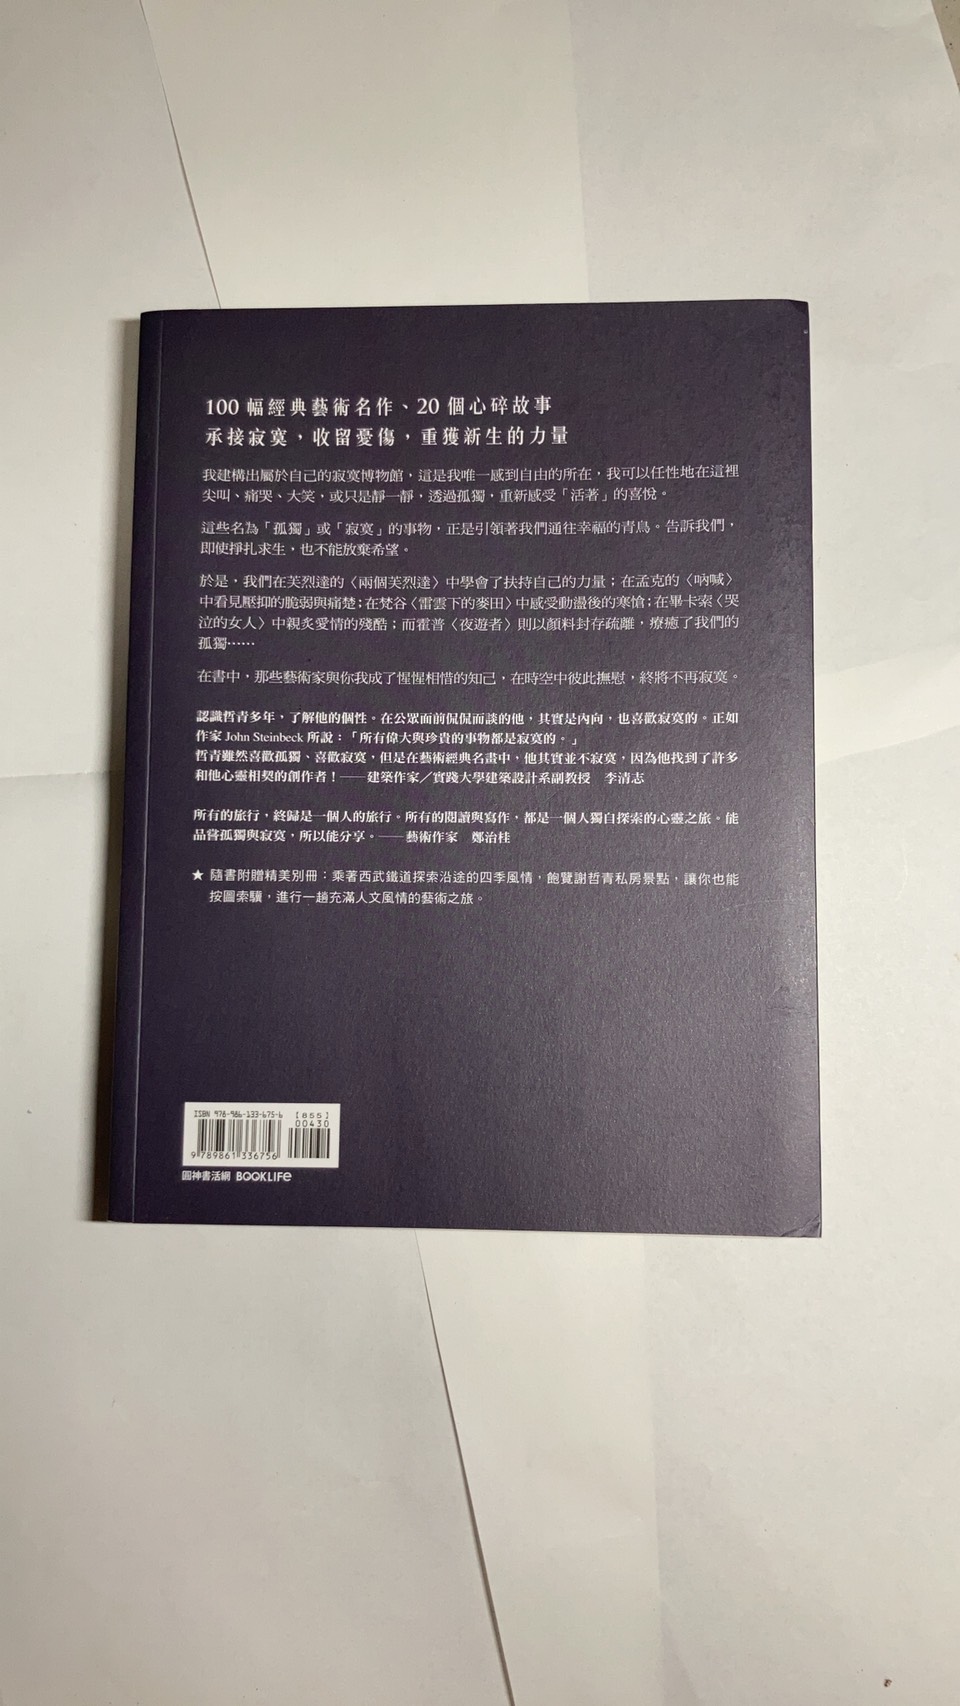 100 幅經典藝術名作、20 個心碎故事
承接寂寞，收留憂傷，重獲新生的力量
我建構出屬於自己的寂寞博物館，這是我唯一感到自由的所在，我可以任性地在這裡
尖叫、痛哭、大笑，或只是靜一靜，透過孤獨，重新感受「活著」的喜悅。
這些名為「孤獨」或「寂寞」的事物，正是引領著我們通往幸福的青鳥。告訴我們，
即使掙扎求生，也不能放棄希望。
於是，我們在芙烈達的〈兩個芙烈達〉中學會了扶持自己的力量；在孟克的〈吶喊〉
中看見壓抑的脆弱與痛楚；在梵谷〈雷雲下的麥田〉中感受動盪後的寒愴；在畢卡索〈哭
泣的女人〉中親炙愛情的殘酷；而霍普〈夜遊者〉則以顏料封存疏離，療癒了我們的
孤獨……
在書中，那些藝術家與你我成了惺惺相惜的知己，在時空中彼此撫慰，終將不再寂寞。
認識哲青多年，了解他的個性。在公眾面前侃侃而談的他，其實是內向，也喜歡寂寞的。正如
作家 John Steinbeck 所說：「所有偉大與珍貴的事物都是寂寞的。」
哲青雖然喜歡孤獨、喜歡寂寞，但是在藝術經典名畫中，他其實並不寂寞，因為他找到了許多
和他心靈相契的創作者！——建築作家／實踐大學建築設計系副教授 李清志
所有的旅行，終歸是一個人的旅行。所有的閱讀與寫作，都是一個人獨自探索的心靈之旅。能
品嘗孤獨與寂寞，所以能分享。——藝術作家 鄭治桂
★ 隨書附贈精美別冊：乘著西武鐵道探索沿途的四季風情，飽覽謝哲青私房景點，讓你也能
按圖索驥，進行一趟充滿人文風情的藝術之旅。
ISBN 978-986-133-675-6 [855]
00430
9 789861 336756
圓神書活網 BOOKLIFE